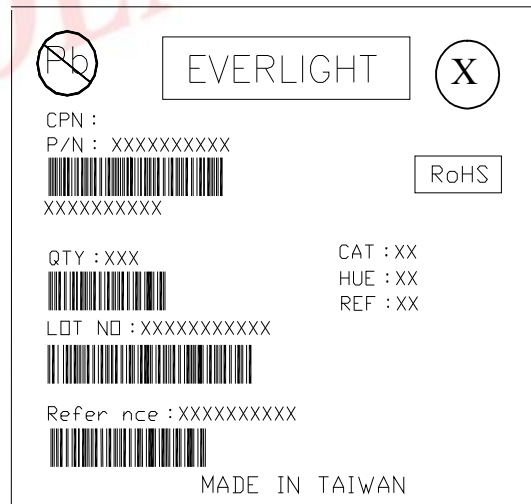 Pb
EVERLIGHT
X
CPN :
P/N : XXXXXXXXXX
RoHS
XXXXXXXXXX
QTY : XXX
CAT : XX
HUE : XX
REF : XX
LOT NO : XXXXXXXXXXX
Refer nce : XXXXXXXXXX
MADE IN TAIWAN